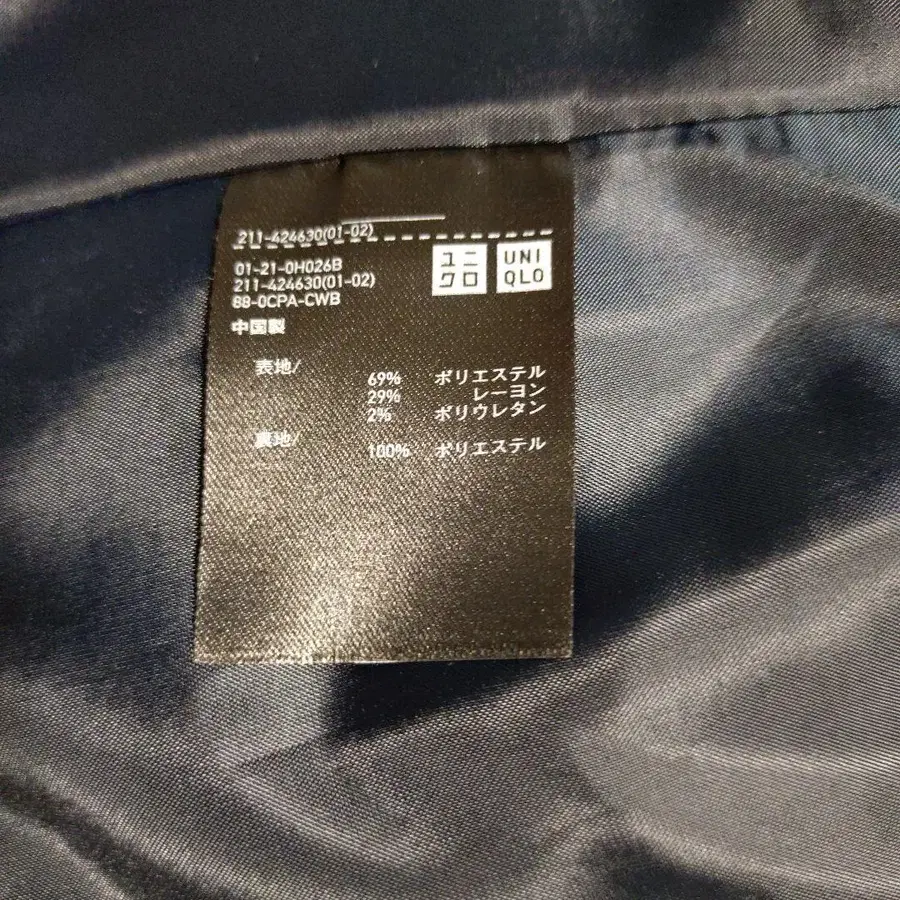 211-424630(01-02)
ユニクロ
UNIQLO
01-21-0H026B
211-424630(01-02)
88-0CPA-CWB
中国製
表地/
69% ポリエステル
29% レーヨン
2% ポリウレタン
裏地/
100% ポリエステル